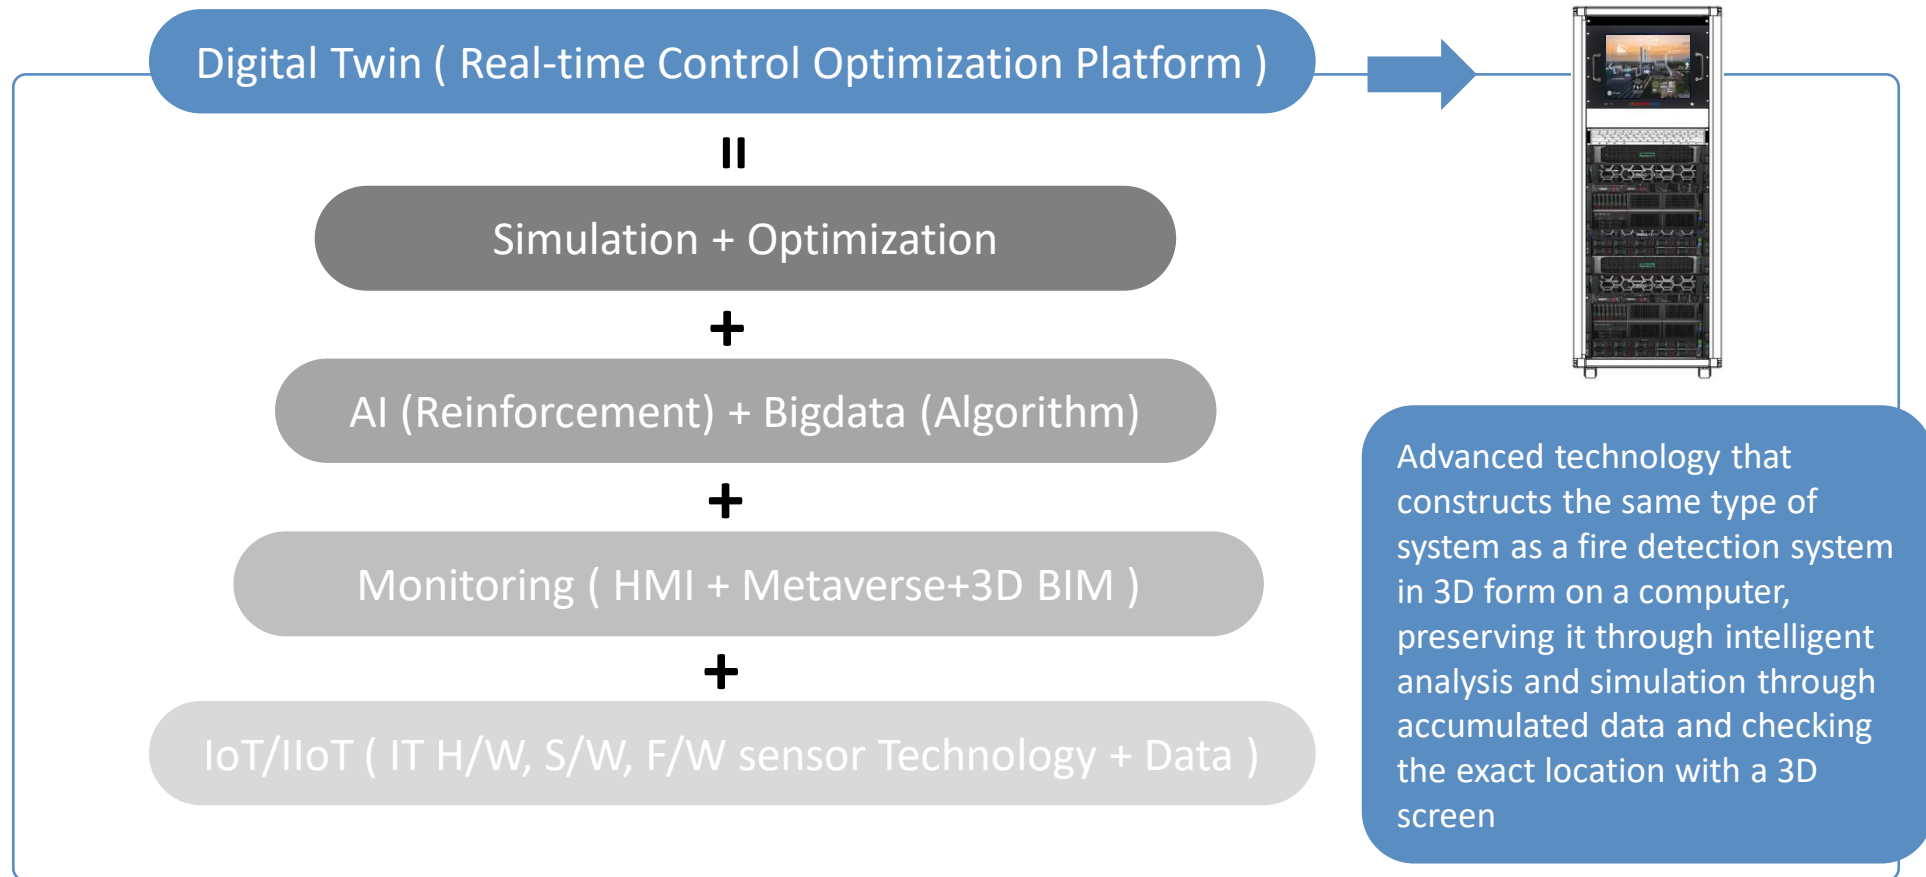 Digital Twin ( Real-time Control Optimization Platform )
=
Simulation + Optimization
+
AI (Reinforcement) + Bigdata (Algorithm)
+
Monitoring ( HMI + Metaverse+3D BIM )
+
IoT/IIoT ( IT H/W, S/W, F/W sensor Technology + Data )
Advanced technology that
constructs the same type of
system as a fire detection system
in 3D form on a computer,
preserving it through intelligent
analysis and simulation through
accumulated data and checking
the exact location with a 3D
screen